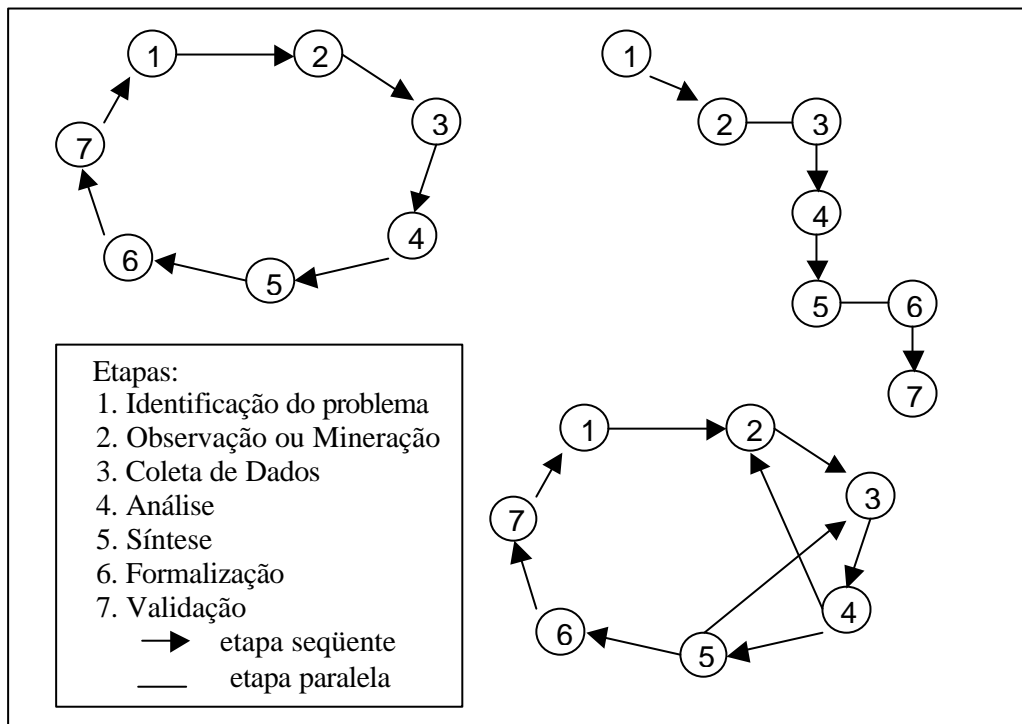 1
2
3
4
5
6
7
1
2
3
4
5
6
7
Etapas:
1. Identificação do problema
2. Observação ou Mineração
3. Coleta de Dados
4. Análise
5. Síntese
6. Formalização
7. Validação
etapa seqüente
etapa paralela
1
2
3
4
5
6
7